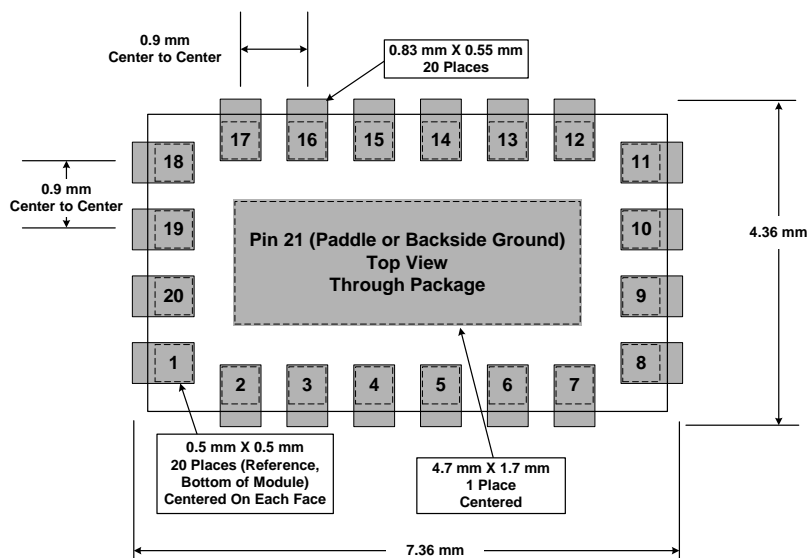 0.9 mm
Center to Center
0.83 mm X 0.55 mm
20 Places
17
16
15
14
13
12
18
11
0.9 mm
Center to Center
19
10
4.36 mm
Pin 21 (Paddle or Backside Ground)
Top View
Through Package
20
9
1
8
2
3
4
5
6
7
0.5 mm X 0.5 mm
20 Places (Reference,
Bottom of Module)
Centered On Each Face
4.7 mm X 1.7 mm
1 Place
Centered
7.36 mm